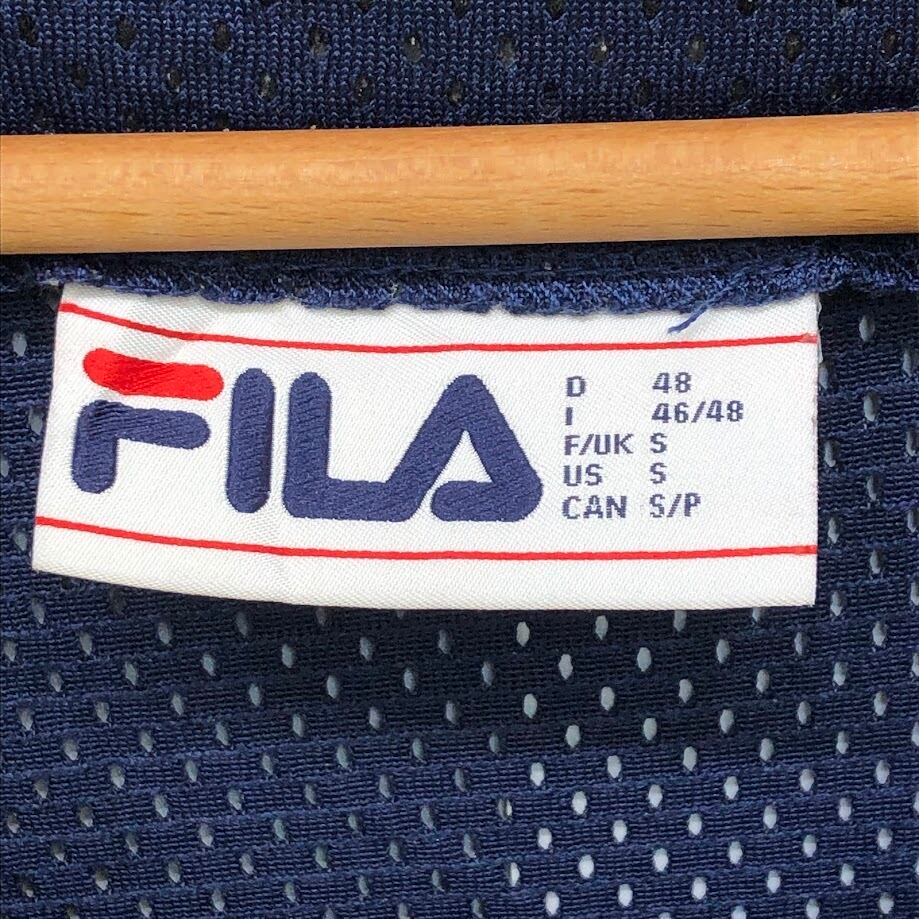 FILA
D 48
I 46/48
F/UK S
US S
CAN S/P